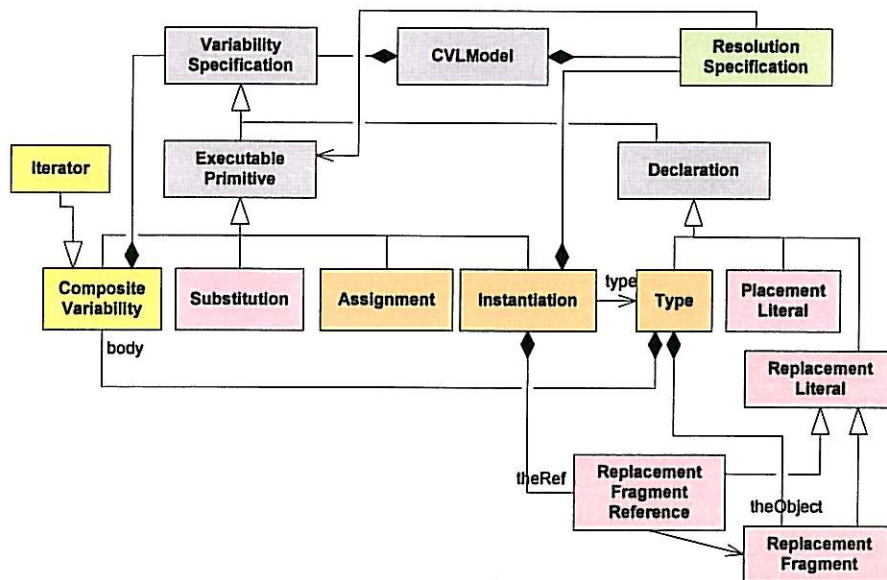 Variability
Specification
CVLModel
Resolution
Specification
Iterator
Executable
Primitive
Declaration
Composite
Variability
Substitution
Assignment
Instantiation
type
Type
Placement
Literal
body
Replacement
Literal
theRef
Replacement
Fragment
Reference
theObject
Replacement
Fragment